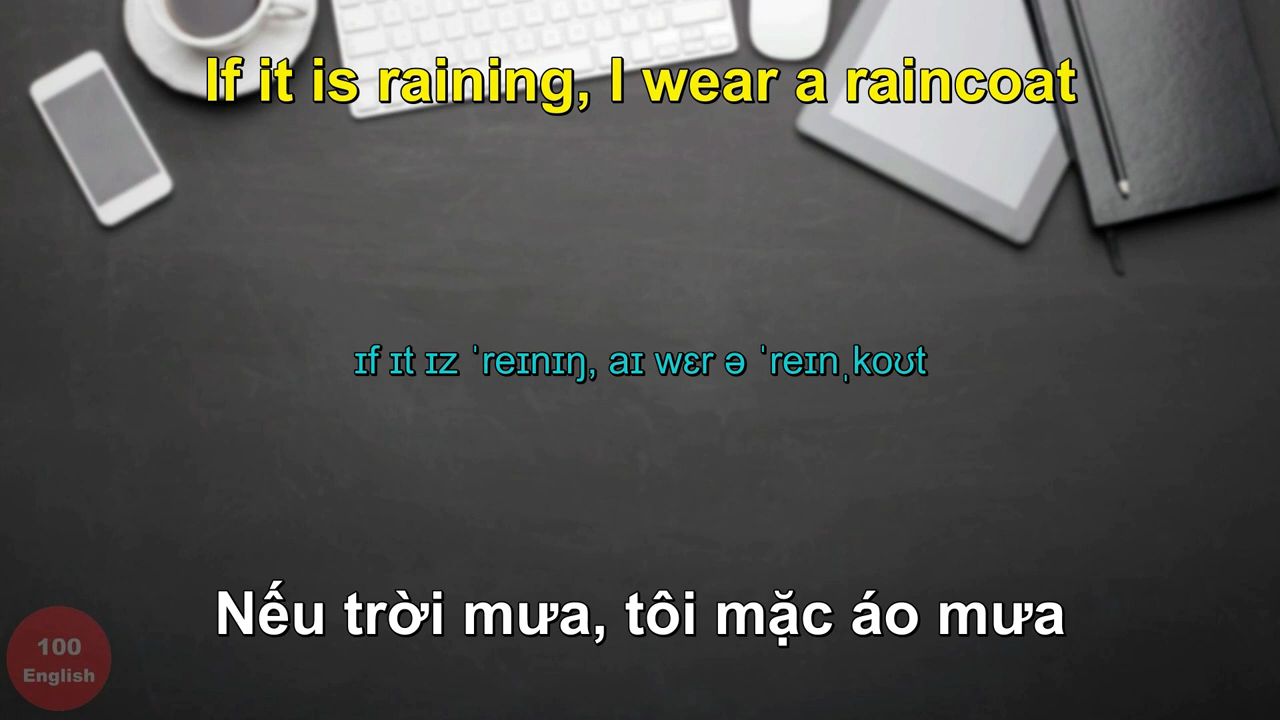 If it is raining, I wear a raincoat
ɪf ɪt ɪz ˈreɪnɪŋ, aɪ wɛr ə ˈreɪnˌkoʊt
Nếu trời mưa, tôi mặc áo mưa
100
English